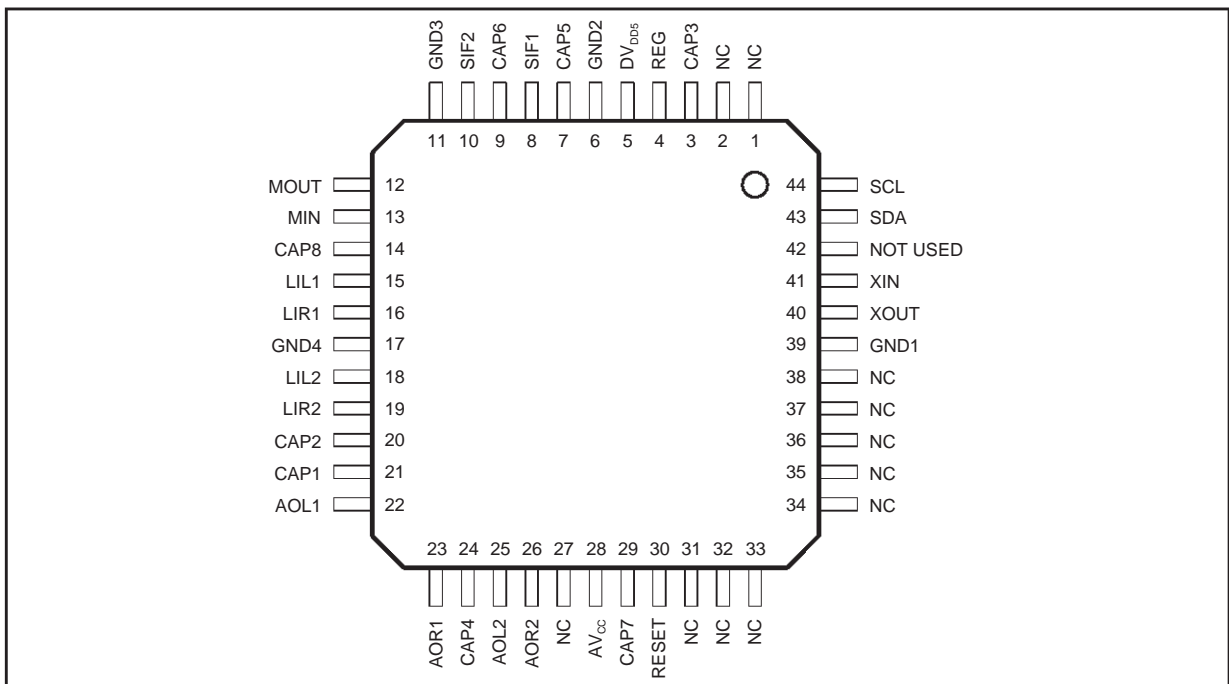 GND3
SIF2
CAP6
SIF1
CAP5
GND2
DVDD5
REG
CAP3
NC
NC
11 10 9 8 7 6 5 4 3 2 1
MOUT 12 44 SCL
MIN 13 43 SDA
CAP8 14 42 NOT USED
LIL1 15 41 XIN
LIR1 16 40 XOUT
GND4 17 39 GND1
LIL2 18 38 NC
LIR2 19 37 NC
CAP2 20 36 NC
CAP1 21 35 NC
AOL1 22 34 NC
23 24 25 26 27 28 29 30 31 32 33
AOR1
CAP4
AOL2
AOR2
NC
AVCC
CAP7
RESET
NC
NC
NC